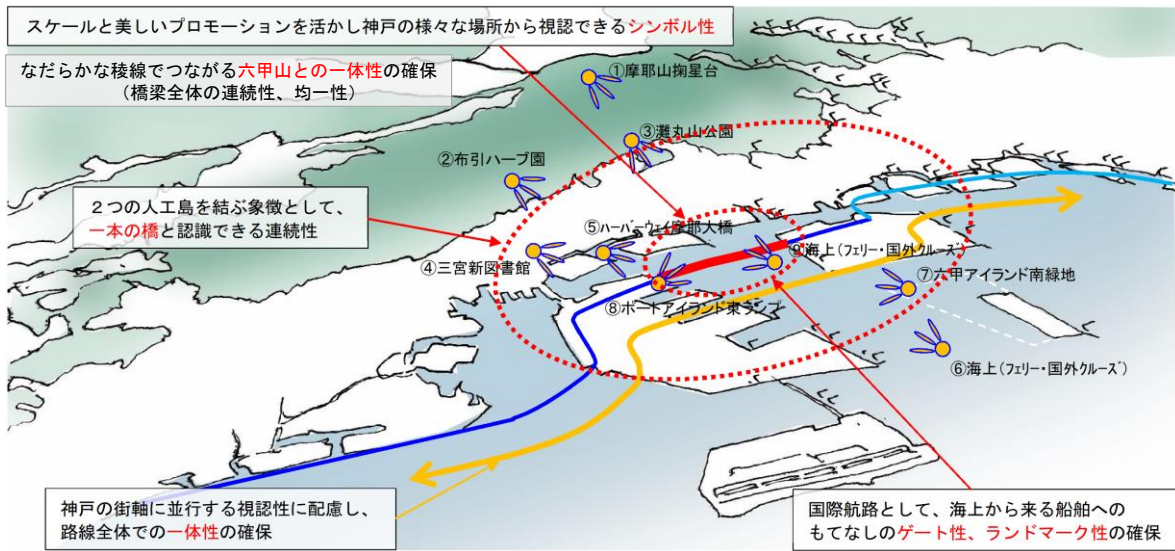 スケールと美しいプロモーションを活かし神戸の様々な場所から視認できるシンボル性
なだらかな稜線でつながる六甲山との一体性の確保
（橋梁全体の連続性、均一性）
①摩耶山掬星台
③灘丸山公園
②布引ハーブ園
２つの人工島を結ぶ象徴として、
一本の橋と認識できる連続性
⑤ハーバーウェイ摩耶大橋
④三宮新図書館
⑨海上（フェリー・国外クルーズ）
⑦六甲アイランド南緑地
⑧ポートアイランド東ランプ
⑥海上（フェリー・国外クルーズ）
神戸の街軸に並行する視認性に配慮し、
路線全体での一体性の確保
国際航路として、海上から来る船舶への
もてなしのゲート性、ランドマーク性の確保